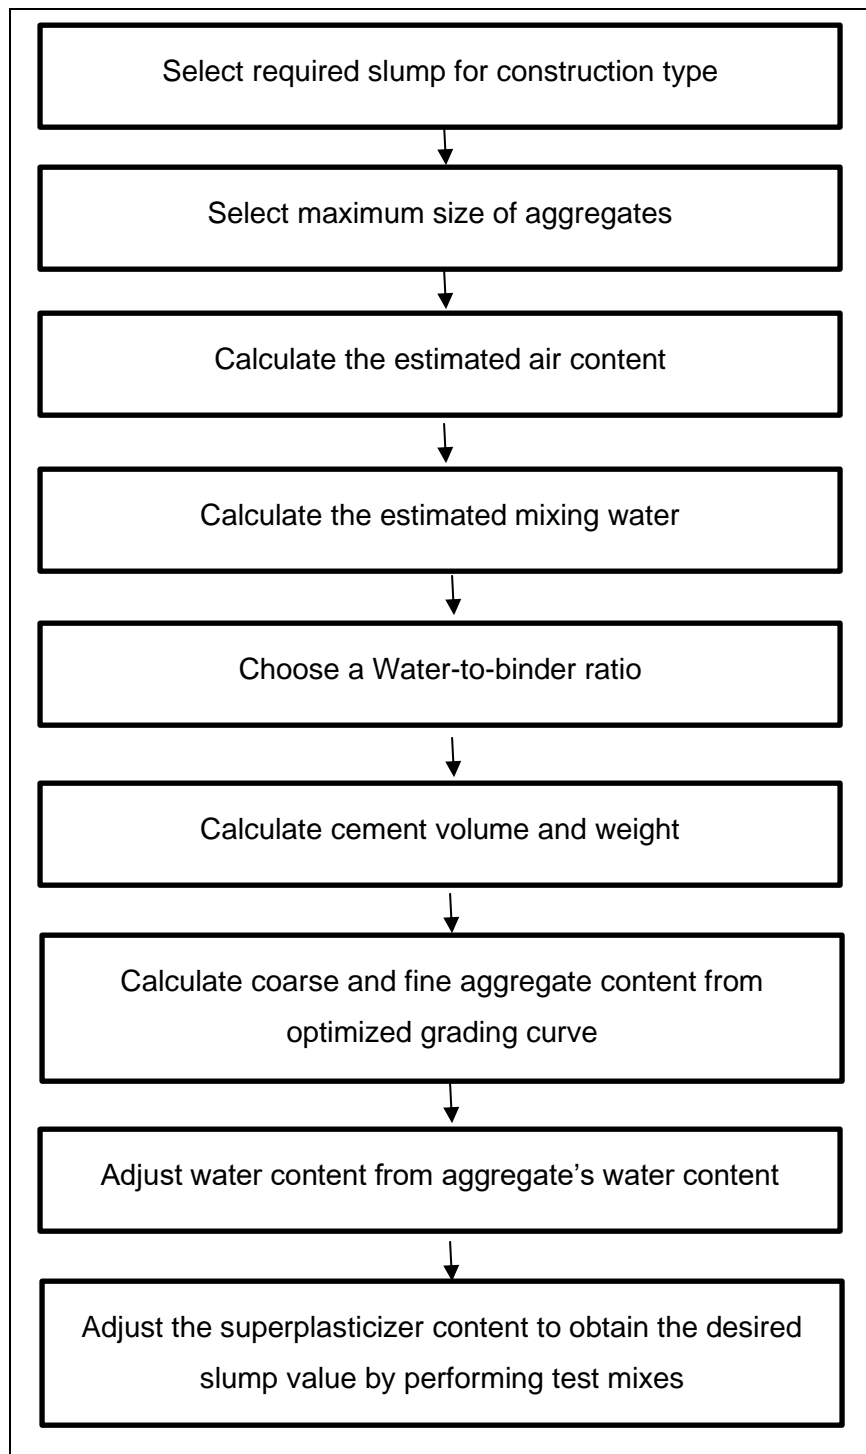 Select required slump for construction type
Select maximum size of aggregates
Calculate the estimated air content
Calculate the estimated mixing water
Choose a Water-to-binder ratio
Calculate cement volume and weight
Calculate coarse and fine aggregate content from
optimized grading curve
Adjust water content from aggregate’s water content
Adjust the superplasticizer content to obtain the desired
slump value by performing test mixes